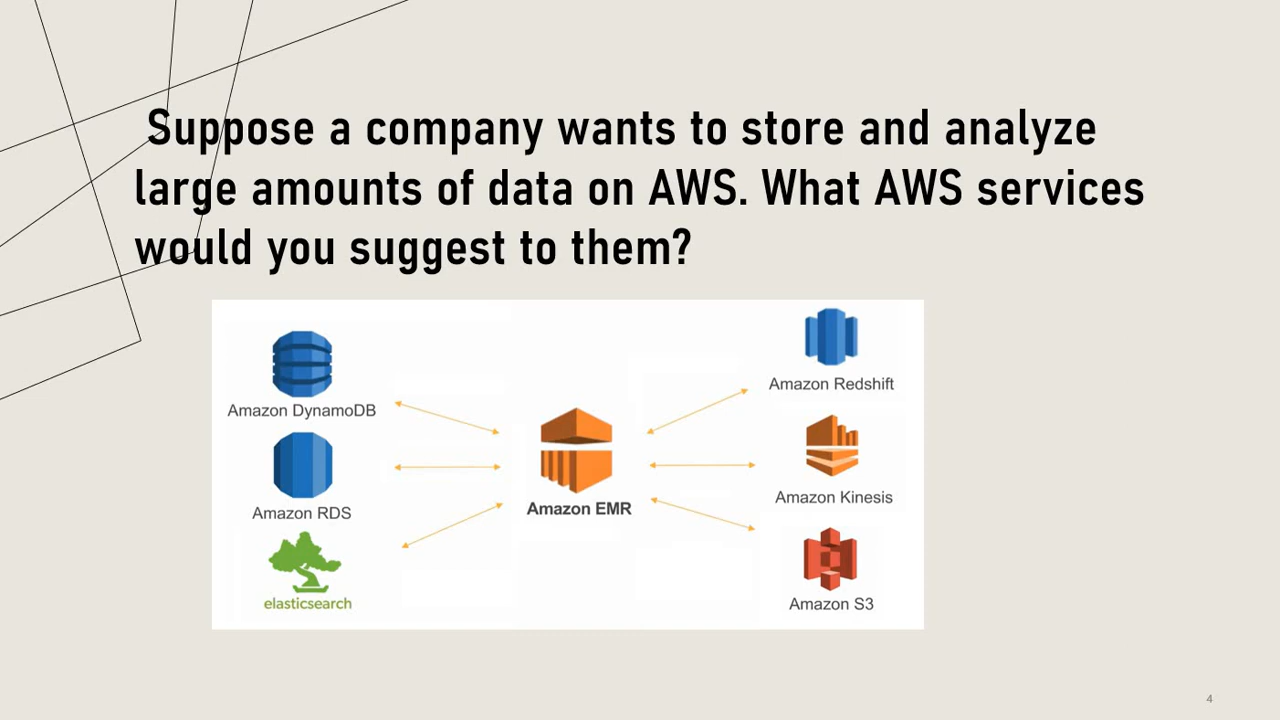 Suppose a company wants to store and analyze
large amounts of data on AWS. What AWS services
would you suggest to them?
Amazon DynamoDB
Amazon RDS
elasticsearch
Amazon EMR
Amazon Redshift
Amazon Kinesis
Amazon S3
4